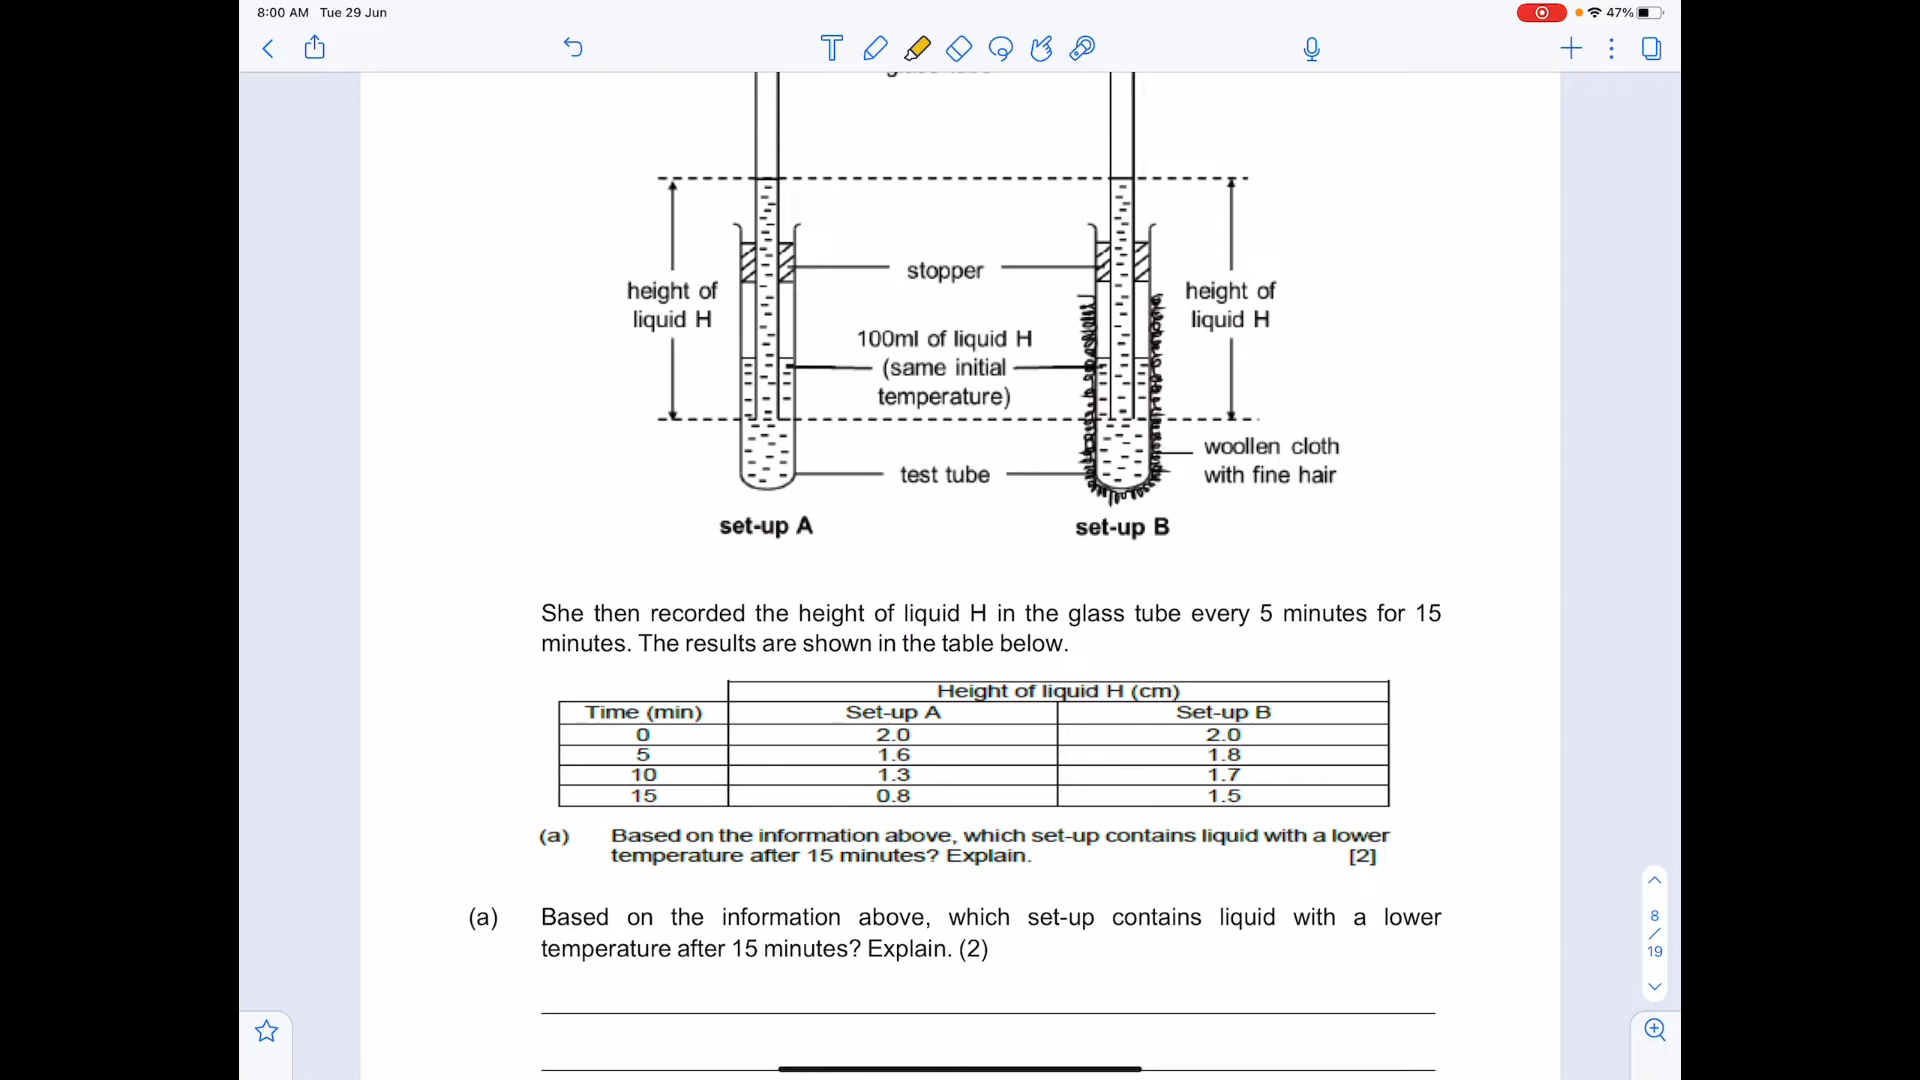 8:00 AM Tue 29 Jun
47%
stopper
height of
liquid H
height of
liquid H
100ml of liquid H
(same initial
temperature)
woollen cloth
with fine hair
test tube
set-up A
set-up B
She then recorded the height of liquid H in the glass tube every 5 minutes for 15
minutes. The results are shown in the table below.
Height of liquid H (cm)
Time (min) Set-up A Set-up B
0 2.0 2.0
5 1.6 1.8
10 1.3 1.7
15 0.8 1.5
(a) Based on the information above, which set-up contains liquid with a lower
temperature after 15 minutes? Explain. [2]
(a) Based on the information above, which set-up contains liquid with a lower
temperature after 15 minutes? Explain. (2)
8
/
19